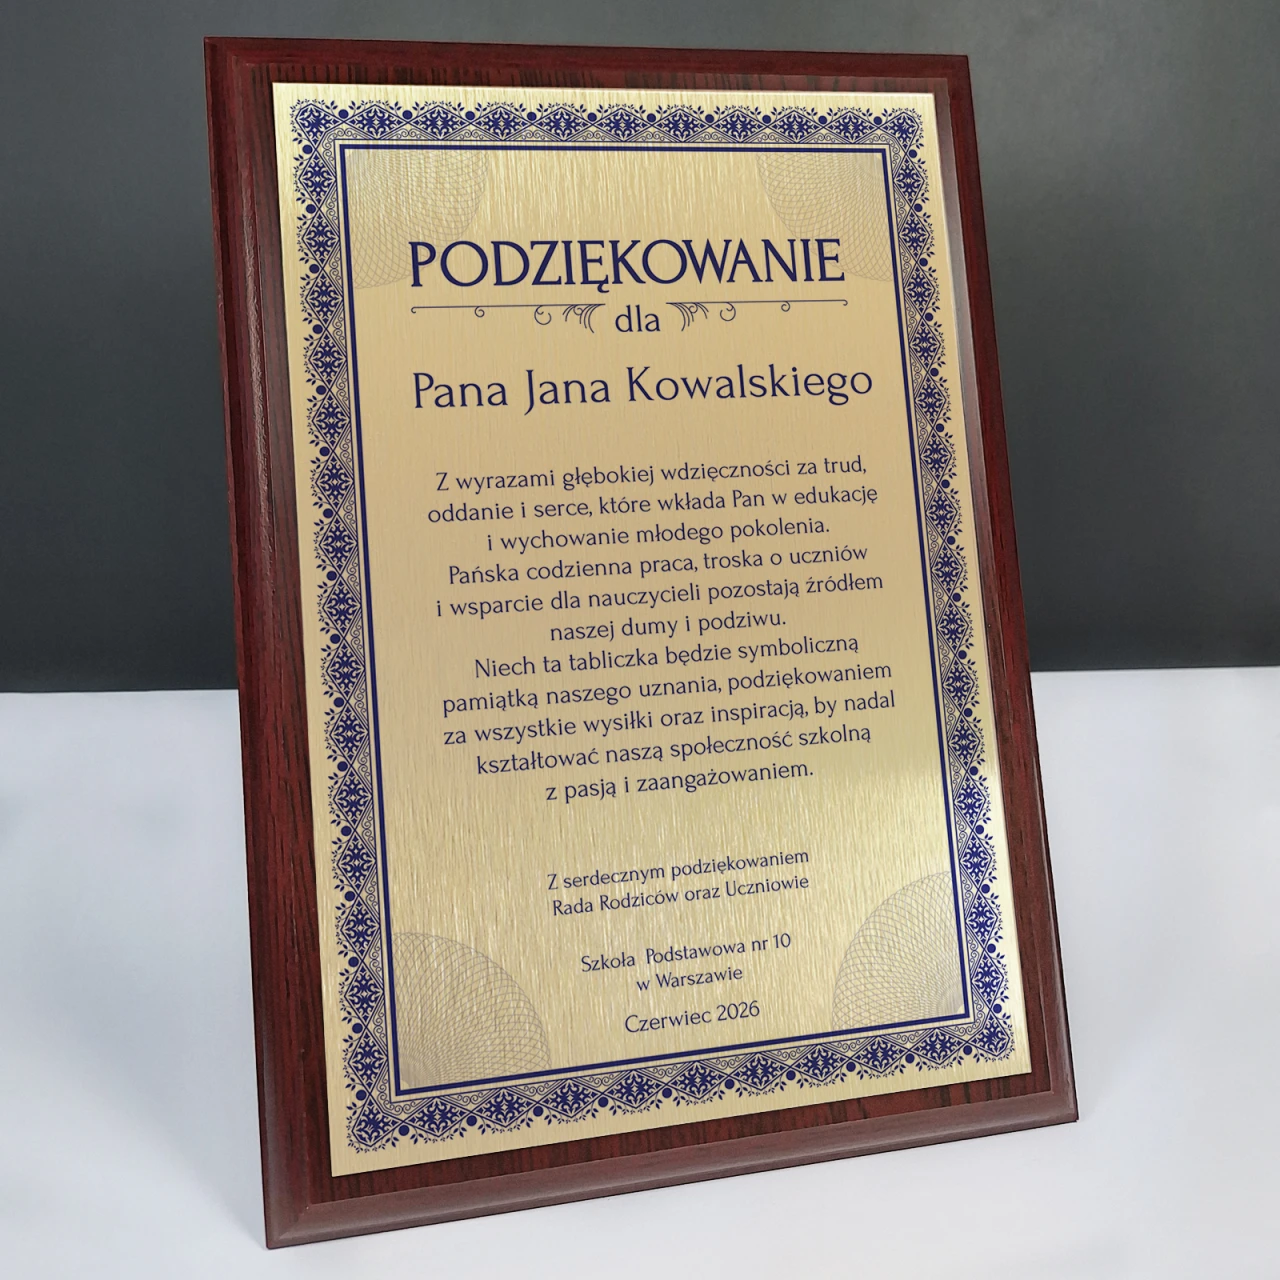 PODZIĘKOWANIE
dla
Pana Jana Kowalskiego
Z wyrazami głębokiej wdzięczności za trud,
oddanie i serce, które wkłada Pan w edukację
i wychowanie młodego pokolenia.
Pańska codzienna praca, troska o uczniów
i wsparcie dla nauczycieli pozostają źródłem
naszej dumy i podziwu.
Niech ta tabliczka będzie symboliczną
pamiątką naszego uznania, podziękowaniem
za wszystkie wysiłki oraz inspiracją, by nadal
kształtować naszą społeczność szkolną
z pasją i zaangażowaniem.
Z serdecznym podziękowaniem
Rada Rodziców oraz Uczniowie
Szkoła Podstawowa nr 10
w Warszawie
Czerwiec 2026